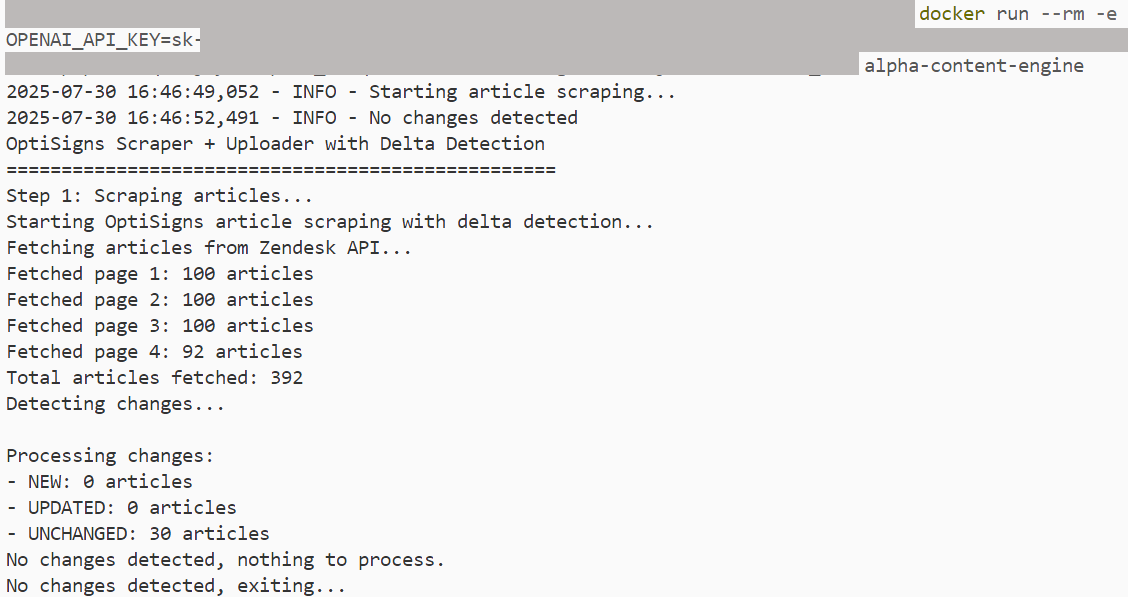 docker run --rm -e
OPENAI_API_KEY=sk-
alpha-content-engine
2025-07-30 16:46:49,052 - INFO - Starting article scraping...
2025-07-30 16:46:52,491 - INFO - No changes detected
OptiSigns Scraper + Uploader with Delta Detection
==================================================
Step 1: Scraping articles...
Starting OptiSigns article scraping with delta detection...
Fetching articles from Zendesk API...
Fetched page 1: 100 articles
Fetched page 2: 100 articles
Fetched page 3: 100 articles
Fetched page 4: 92 articles
Total articles fetched: 392
Detecting changes...
Processing changes:
- NEW: 0 articles
- UPDATED: 0 articles
- UNCHANGED: 30 articles
No changes detected, nothing to process.
No changes detected, exiting...